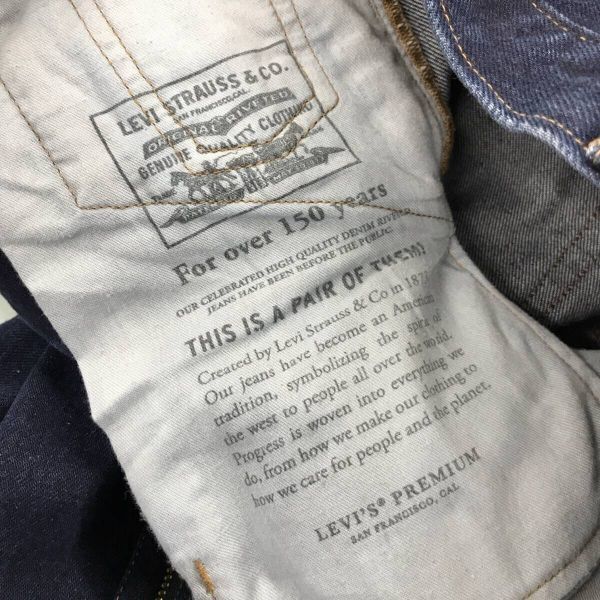 LEVI STRAUSS & CO.
SAN FRANCISCO, CAL.
ORIGINAL RIVETED
GENUINE QUALITY CLOTHING
For over 150 years
OUR CELEBRATED HIGH QUALITY DENIM RIVETED
JEANS HAVE BEEN BEFORE THE PUBLIC.
THIS IS A PAIR OF THEM!
Created by Levi Strauss & Co in 1873
Our jeans have become an American
tradition, symbolizing the spirit of
the west to people all over the world.
Progress is woven into everything we
do, from how we make our clothing to
how we care for people and the planet.
LEVI'S® PREMIUM
SAN FRANCISCO, CAL